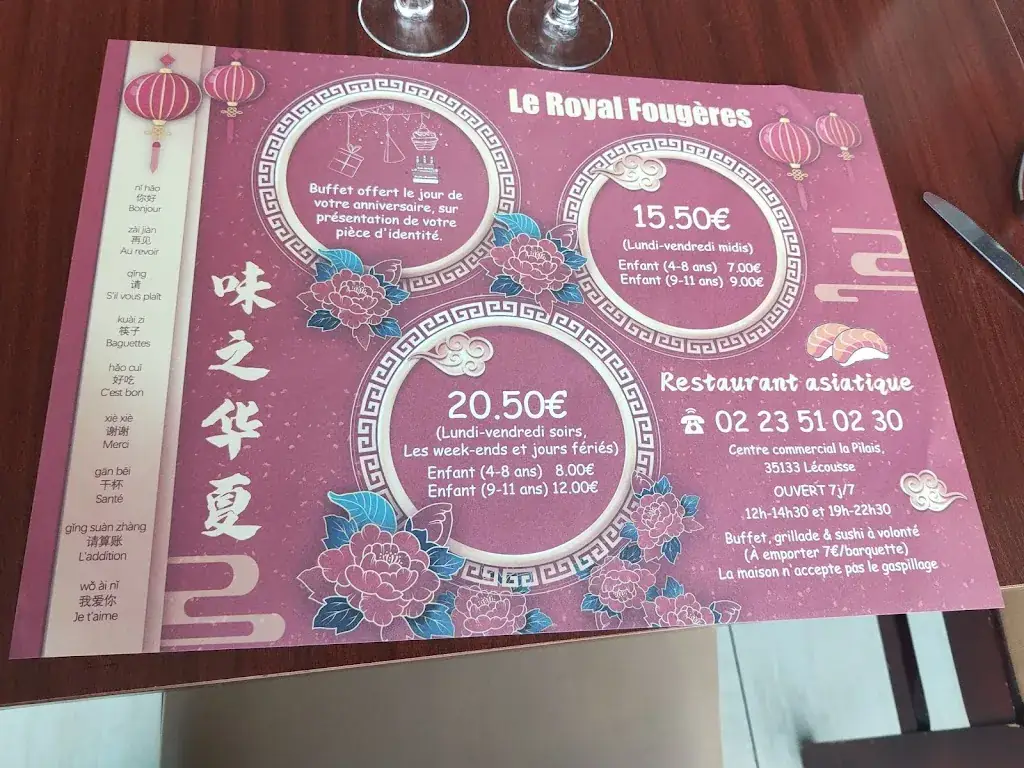 nǐ hǎo
你好
Bonjour
zài jiàn
再见
Au revoir
qǐng
请
S'il vous plaît
kuài zi
筷子
Baguettes
hǎo cuī
好吃
C'est bon
xiè xiè
谢谢
Merci
gān bēi
干杯
Santé
gǐng suàn zhàng
请算账
L'addition
wǒ ài nǐ
我爱你
Je t'aime
味之华夏
Buffet offert le jour de
votre anniversaire, sur
présentation de votre
pièce d'identité.
Le Royal Fougères
15.50€
(Lundi-vendredi midis)
Enfant (4-8 ans) 7.00€
Enfant (9-11 ans) 9.00€
20.50€
(Lundi-vendredi soirs,
Les week-ends et jours fériés)
Enfant (4-8 ans) 8.00€
Enfant (9-11 ans) 12.00€
Restaurant asiatique
02 23 51 02 30
Centre commercial la Pilais,
35133 Lécousse
OUVERT 7j/7
12h-14h30 et 19h-22h30
Buffet, grillade & sushi à volonté
(A emporter 7€/barquette)
La maison n'accepte pas le gaspillage